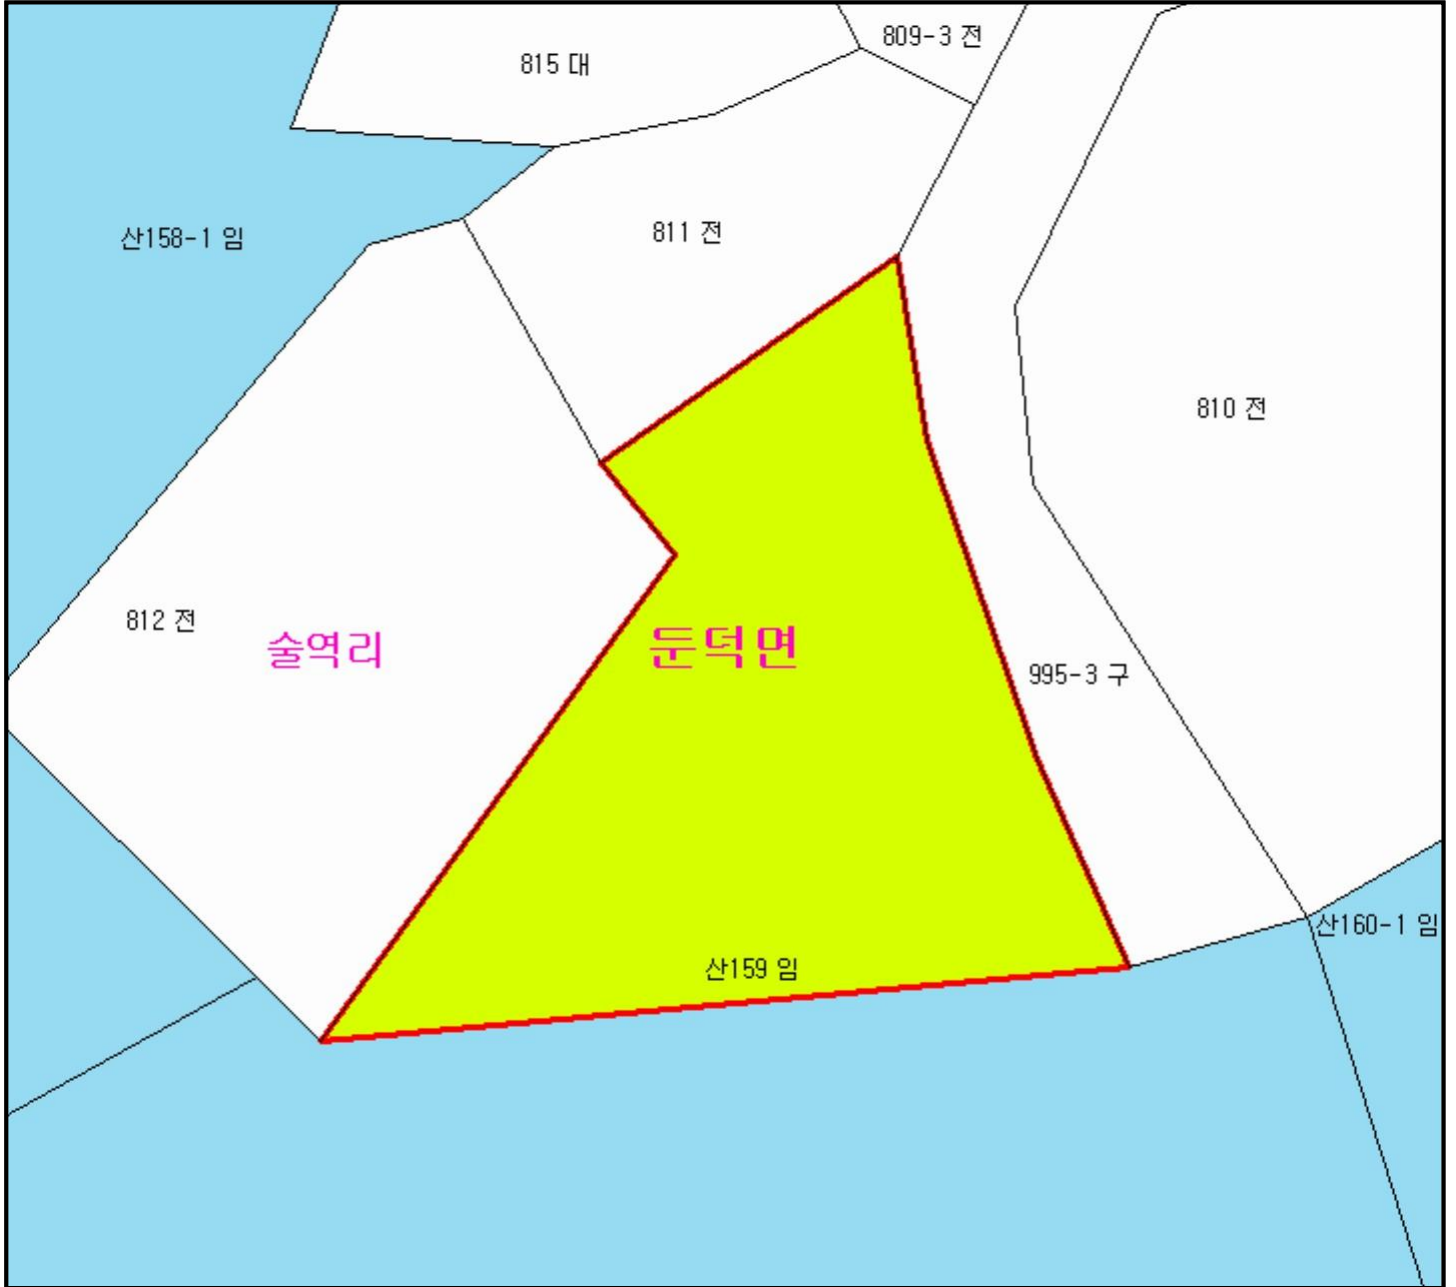 809-3 전
815 대
811 전
산158-1 임
810 전
812 전
술역리
둔덕면
995-3 구
산160-1 임
산159 임